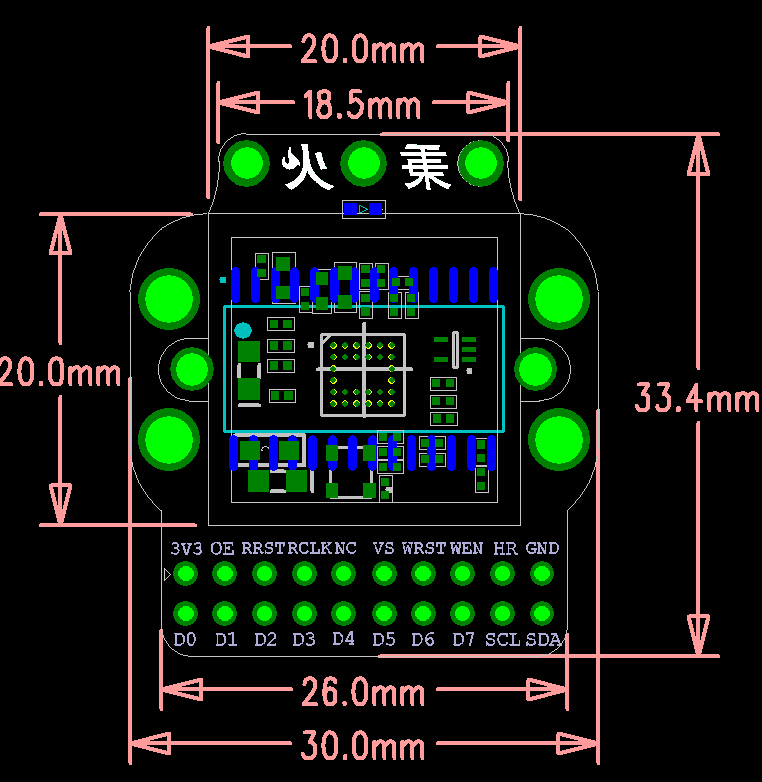 20.0mm
18.5mm
火 秉
20.0mm
33.4mm
3V3 OE RRST RCLK NC VS WRST WEN HR GND
D0 D1 D2 D3 D4 D5 D6 D7 SCL SDA
26.0mm
30.0mm